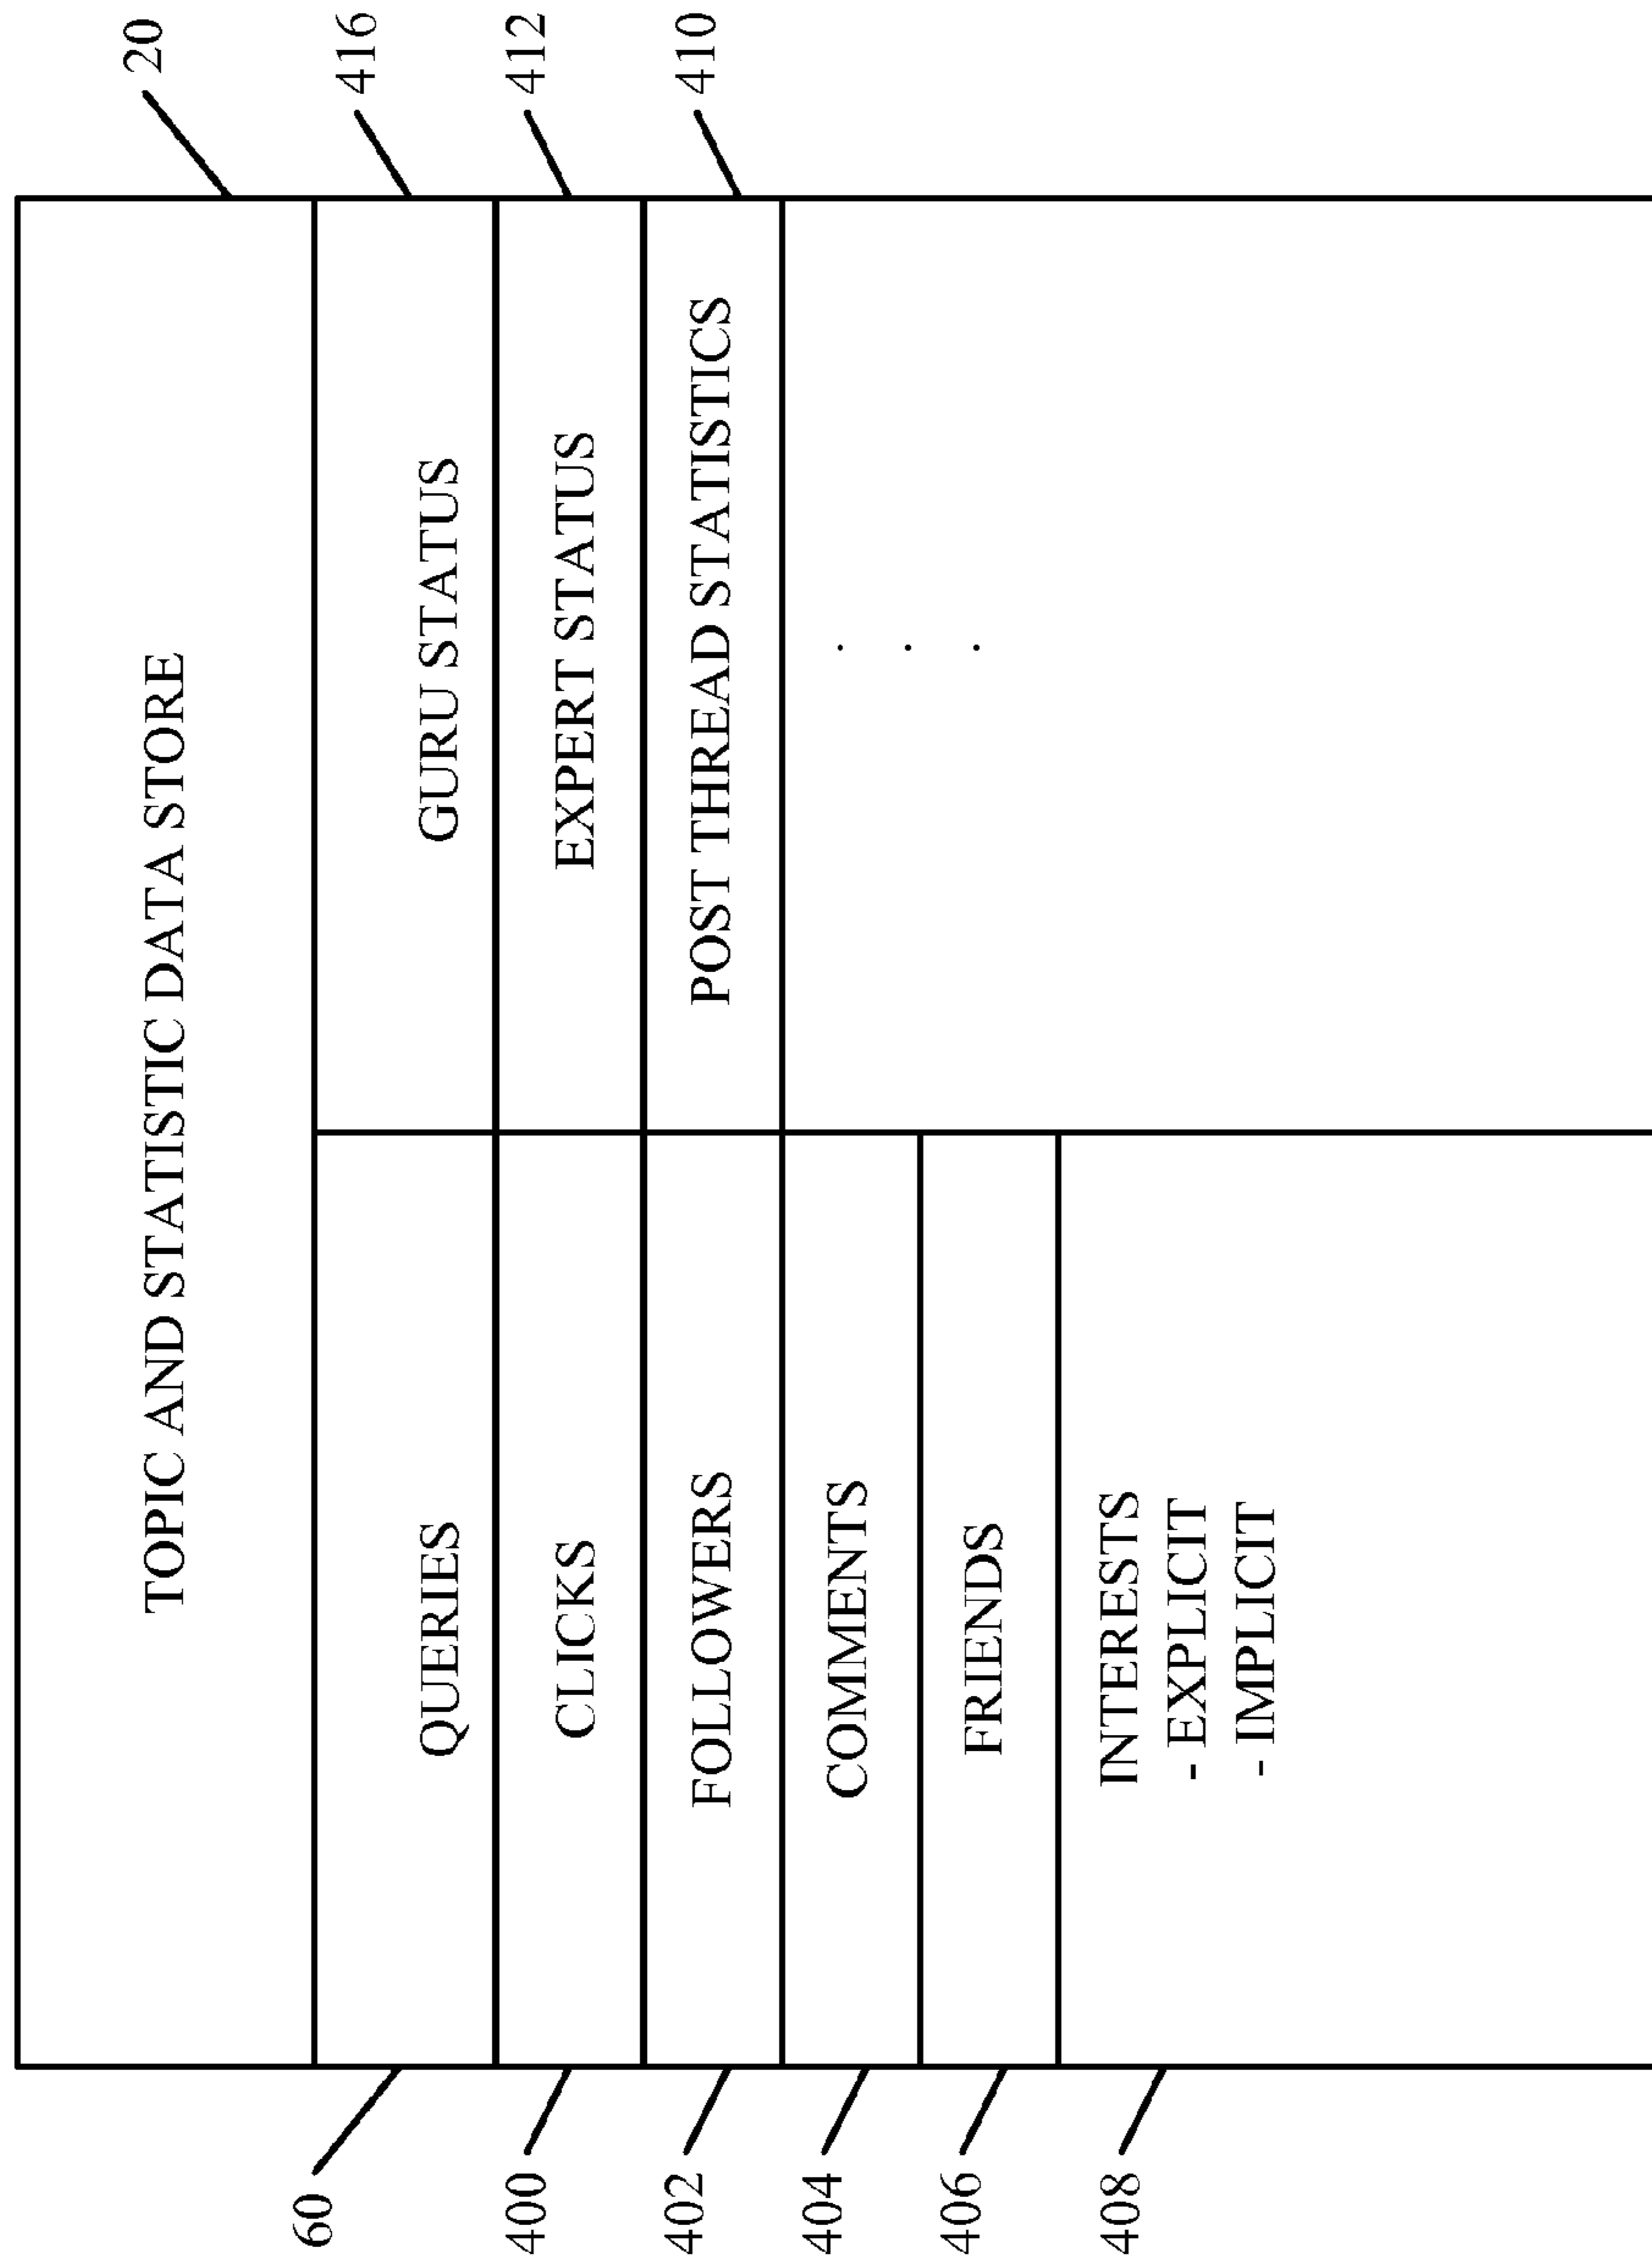 TOPIC AND STATISTIC DATA STORE
20
60
QUERIES
GURU STATUS
416
400
CLICKS
EXPERT STATUS
412
402
FOLLOWERS
POST THREAD STATISTICS
410
404
COMMENTS
. . .
406
FRIENDS
408
INTERESTS
- EXPLICIT
- IMPLICIT